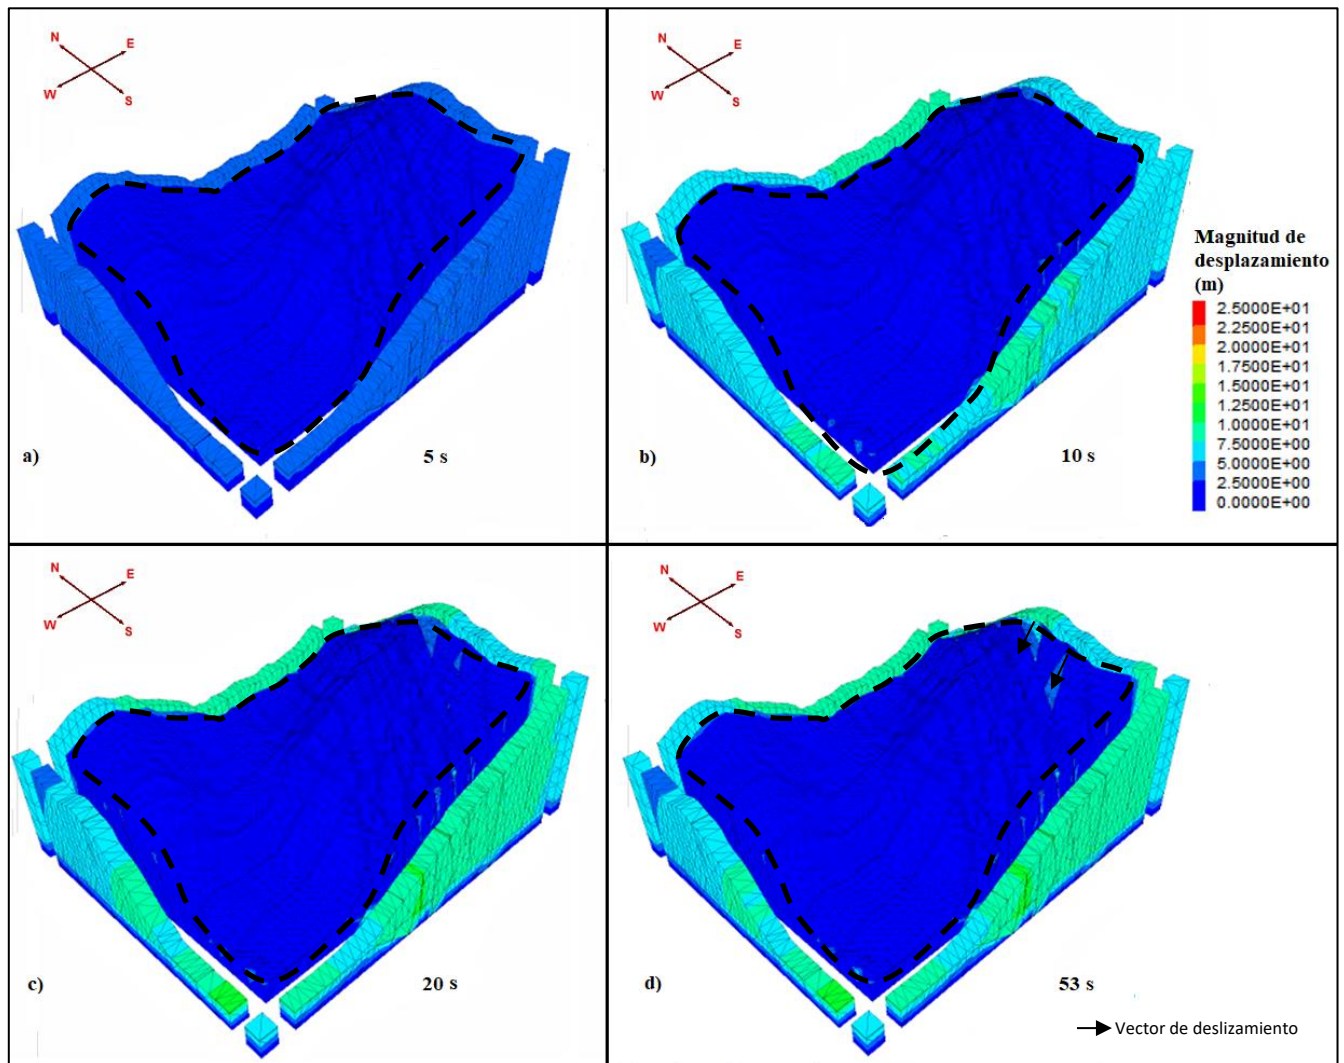 N
E
W
S
a)
5 s
N
E
W
S
b)
10 s
Magnitud de
desplazamiento
(m)
2.5000E+01
2.2500E+01
2.0000E+01
1.7500E+01
1.5000E+01
1.2500E+01
1.0000E+01
7.5000E+00
5.0000E+00
2.5000E+00
0.0000E+00
N
E
W
S
c)
20 s
N
E
W
S
d)
53 s
Vector de deslizamiento